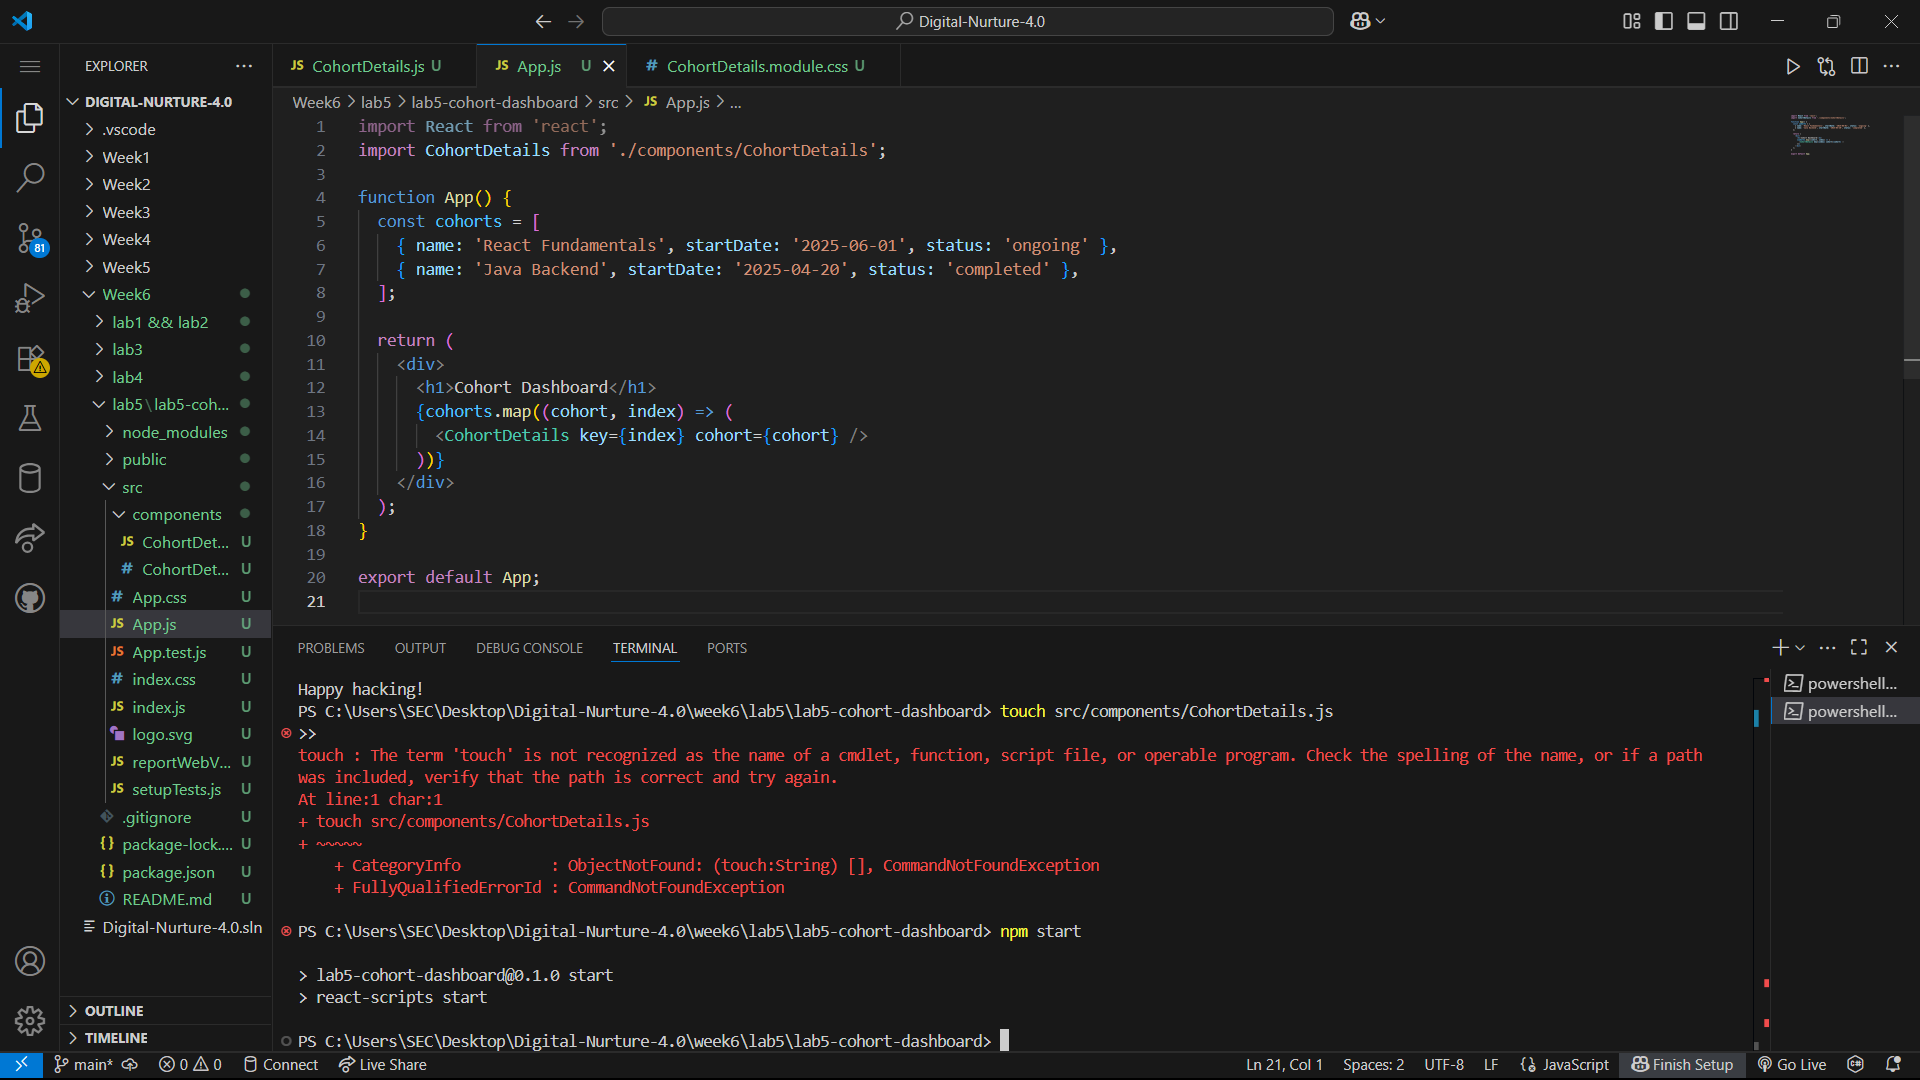 Digital-Nurture-4.0
EXPLORER
DIGITAL-NURTURE-4.0
.vscode
Week1
Week2
Week3
Week4
Week5
Week6
lab1 && lab2
lab3
lab4
lab5\lab5-coh...
node_modules
public
src
components
JS CohortDet... U
# CohortDet... U
# App.css U
JS App.js U
JS App.test.js U
# index.css U
JS index.js U
logo.svg U
JS reportWebV... U
JS setupTests.js U
.gitignore U
{} package-lock.... U
{} package.json U
README.md U
Digital-Nurture-4.0.sln
OUTLINE
TIMELINE
81
JS CohortDetails.js U
JS App.js U
# CohortDetails.module.css U
Week6 > lab5 > lab5-cohort-dashboard > src > JS App.js > ...
1 import React from 'react';
2 import CohortDetails from './components/CohortDetails';
3
4 function App() {
5 const cohorts = [
6 { name: 'React Fundamentals', startDate: '2025-06-01', status: 'ongoing' },
7 { name: 'Java Backend', startDate: '2025-04-20', status: 'completed' },
8 ];
9
10 return (
11 <div>
12 <h1>Cohort Dashboard</h1>
13 {cohorts.map((cohort, index) => (
14 <CohortDetails key={index} cohort={cohort} />
15 ))}
16 </div>
17 );
18 }
19
20 export default App;
21
PROBLEMS OUTPUT DEBUG CONSOLE TERMINAL PORTS
Happy hacking!
PS C:\Users\SEC\Desktop\Digital-Nurture-4.0\week6\lab5\lab5-cohort-dashboard> touch src/components/CohortDetails.js
>>
touch : The term 'touch' is not recognized as the name of a cmdlet, function, script file, or operable program. Check the spelling of the name, or if a path
was included, verify that the path is correct and try again.
At line:1 char:1
+ touch src/components/CohortDetails.js
+ ~~~~~
+ CategoryInfo : ObjectNotFound: (touch:String) [], CommandNotFoundException
+ FullyQualifiedErrorId : CommandNotFoundException
PS C:\Users\SEC\Desktop\Digital-Nurture-4.0\week6\lab5\lab5-cohort-dashboard> npm start
> lab5-cohort-dashboard@0.1.0 start
> react-scripts start
PS C:\Users\SEC\Desktop\Digital-Nurture-4.0\week6\lab5\lab5-cohort-dashboard>
powershell...
powershell...
main* 0 0 Connect Live Share
Ln 21, Col 1 Spaces: 2 UTF-8 LF {} JavaScript Finish Setup Go Live